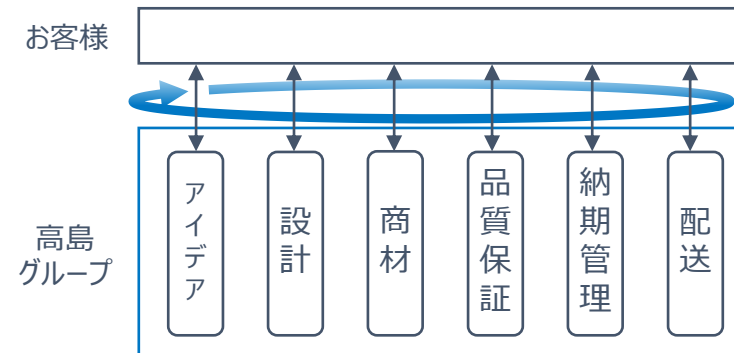 お客様
高島
グループ
アイデア
設計
商材
品質保証
納期管理
配送